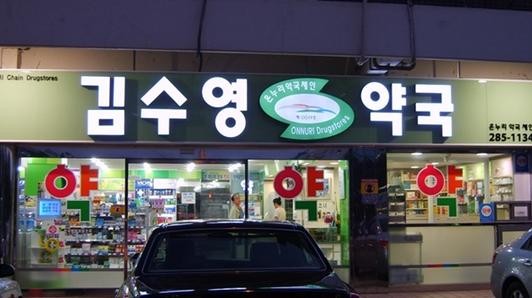 Chain Drugstores
김수영 약국
온누리약국체인
ONNURI Drugstores
온누리 약국 체인
285-1134
약 약 약